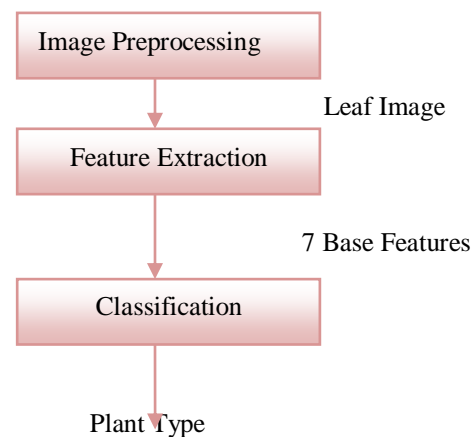 Image Preprocessing
Leaf Image
Feature Extraction
7 Base Features
Classification
Plant Type